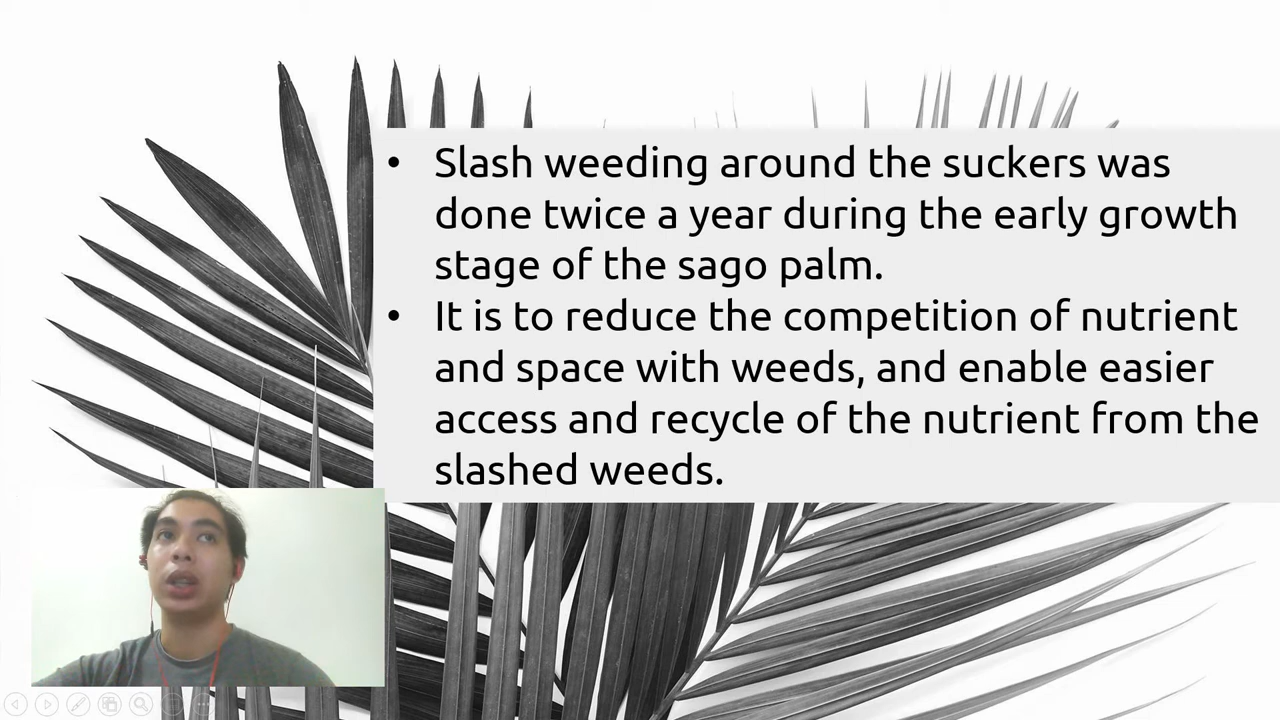 • Slash weeding around the suckers was
done twice a year during the early growth
stage of the sago palm.
• It is to reduce the competition of nutrient
and space with weeds, and enable easier
access and recycle of the nutrient from the
slashed weeds.